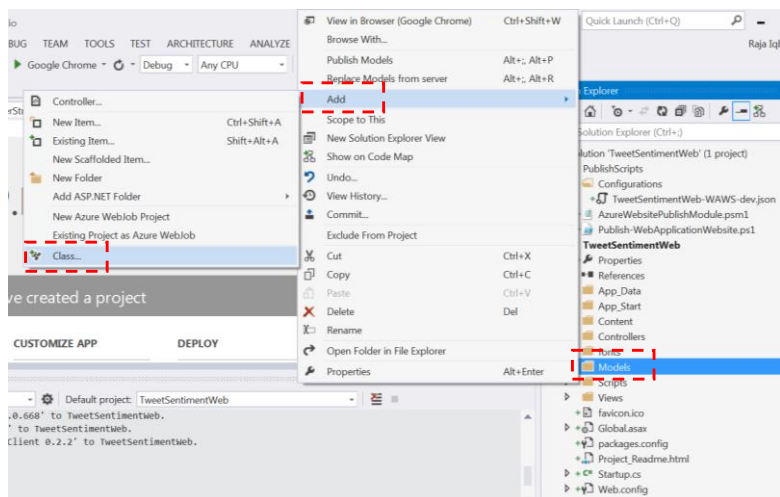 io
BUG TEAM TOOLS TEST ARCHITECTURE ANALYZE
Google Chrome Debug Any CPU
Controller...
New Item... Ctrl+Shift+A
Existing Item... Shift+Alt+A
New Scaffolded Item...
New Folder
Add ASP.NET Folder
New Azure WebJob Project
Existing Project as Azure WebJob
Class...
ve created a project
CUSTOMIZE APP DEPLOY
Default project: TweetSentimentWeb
.0.668' to TweetSentimentWeb.
' to TweetSentimentWeb.
Client 0.2.2' to TweetSentimentWeb.
View in Browser (Google Chrome) Ctrl+Shift+W
Browse With...
Publish Models Alt+;, Alt+P
Replace Models from server Alt+;, Alt+R
Add
Scope to This
New Solution Explorer View
Show on Code Map
Undo...
View History...
Commit...
Exclude From Project
Cut Ctrl+X
Copy Ctrl+C
Paste Ctrl+V
Delete Del
Rename
Open Folder in File Explorer
Properties Alt+Enter
Quick Launch (Ctrl+Q)
Raja Iql
Explorer
Solution Explorer (Ctrl+;)
lution 'TweetSentimentWeb' (1 project)
PublishScripts
Configurations
TweetSentimentWeb-WAWS-dev.json
AzureWebsitePublishModule.psm1
Publish-WebApplicationWebsite.ps1
TweetSentimentWeb
Properties
References
App_Data
App_Start
Content
Controllers
fonts
Models
Scripts
Views
favicon.ico
Global.asax
packages.config
Project_Readme.html
Startup.cs
Web.config